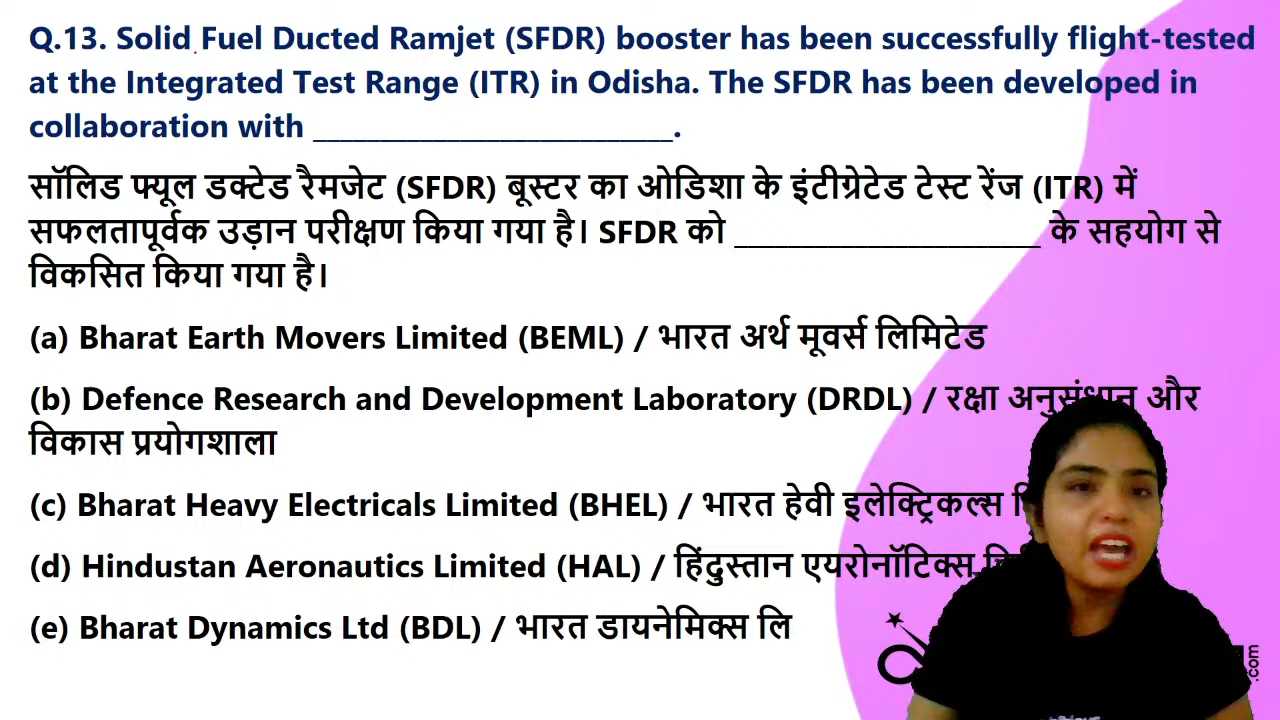 Q.13. Solid Fuel Ducted Ramjet (SFDR) booster has been successfully flight-tested
at the Integrated Test Range (ITR) in Odisha. The SFDR has been developed in
collaboration with ________________________.
सॉलिड फ्यूल डक्टेड रैमजेट (SFDR) बूस्टर का ओडिशा के इंटीग्रेटेड टेस्ट रेंज (ITR) में
सफलतापूर्वक उड़ान परीक्षण किया गया है। SFDR को ____________________ के सहयोग से
विकसित किया गया है।
(a) Bharat Earth Movers Limited (BEML) / भारत अर्थ मूवर्स लिमिटेड
(b) Defence Research and Development Laboratory (DRDL) / रक्षा अनुसंधान और
विकास प्रयोगशाला
(c) Bharat Heavy Electricals Limited (BHEL) / भारत हेवी इलेक्ट्रिकल्स
(d) Hindustan Aeronautics Limited (HAL) / हिंदुस्तान एयरोनॉटिक्स
(e) Bharat Dynamics Ltd (BDL) / भारत डायनेमिक्स लि
.com